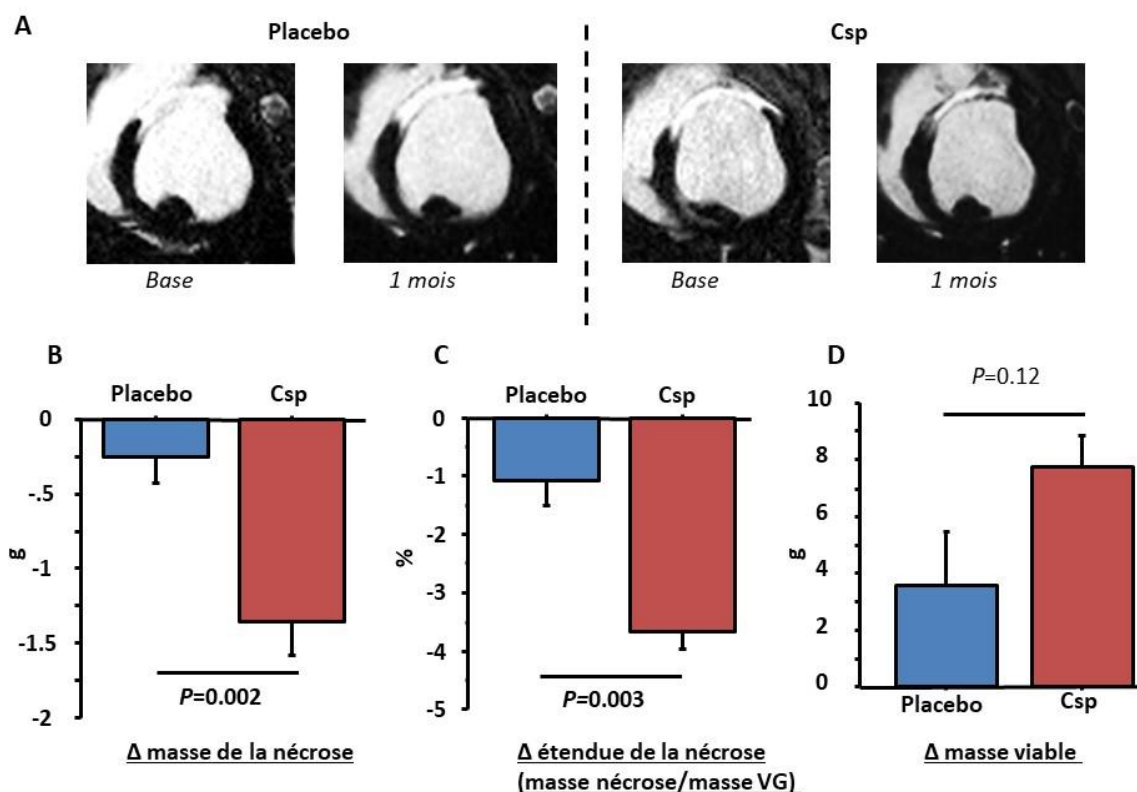 A
Placebo
Csp
Base
1 mois
Base
1 mois
B
Placebo
Csp
0
-.5
-1
-1.5
-2
g
P=0.002
Δ masse de la nécrose
C
Placebo
Csp
0
-1
-2
-3
-4
-5
%
P=0.003
Δ étendue de la nécrose
(masse nécrose/masse VG)
D
P=0.12
10
8
6
4
2
0
g
Placebo
Csp
Δ masse viable